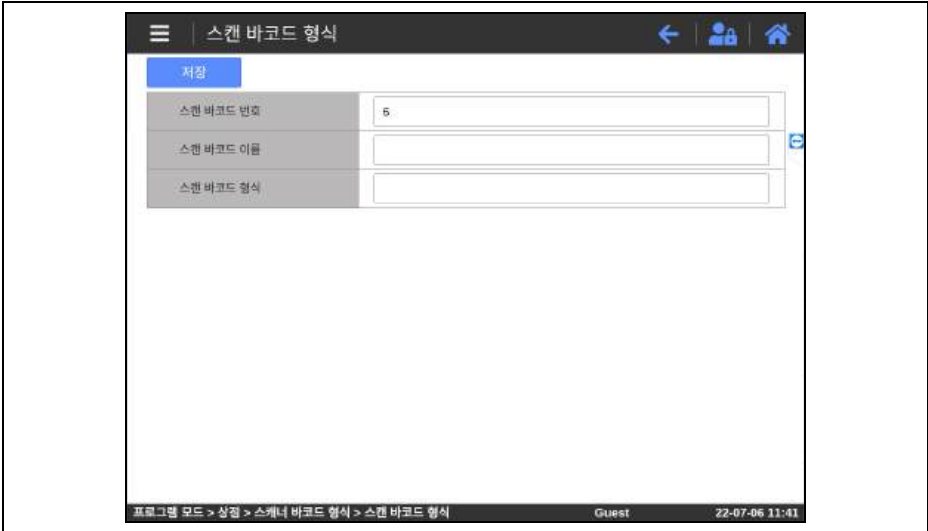 스캔 바코드 형식
저장
스캔 바코드 번호
6
스캔 바코드 이름
스캔 바코드 형식
프로그램 모드 > 상점 > 스캐너 바코드 형식 > 스캔 바코드 형식 Guest 22-07-06 11:41